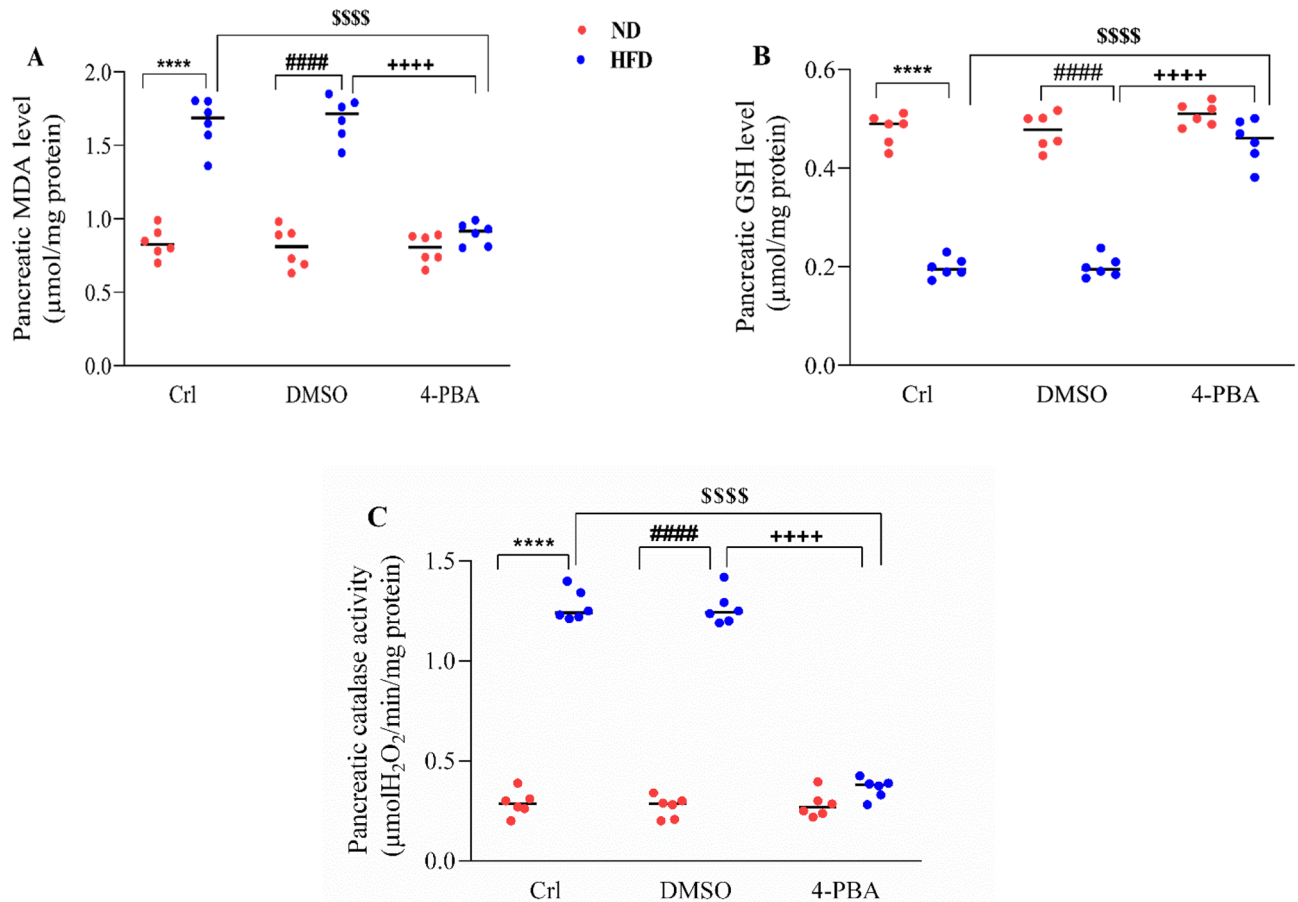 $$$$
ND
HFD
A
****
####
++++
2.0
1.5
1.0
0.5
0.0
Pancreatic MDA level
(µmol/mg protein)
Crl
DMSO
4-PBA
$$$$
B
****
####
++++
0.6
0.4
0.2
0.0
Pancreatic GSH level
(µmol/mg protein)
Crl
DMSO
4-PBA
$$$$
C
****
####
++++
1.5
1.0
0.5
0.0
Pancreatic catalase activity
(µmolH₂O₂/min/mg protein)
Crl
DMSO
4-PBA